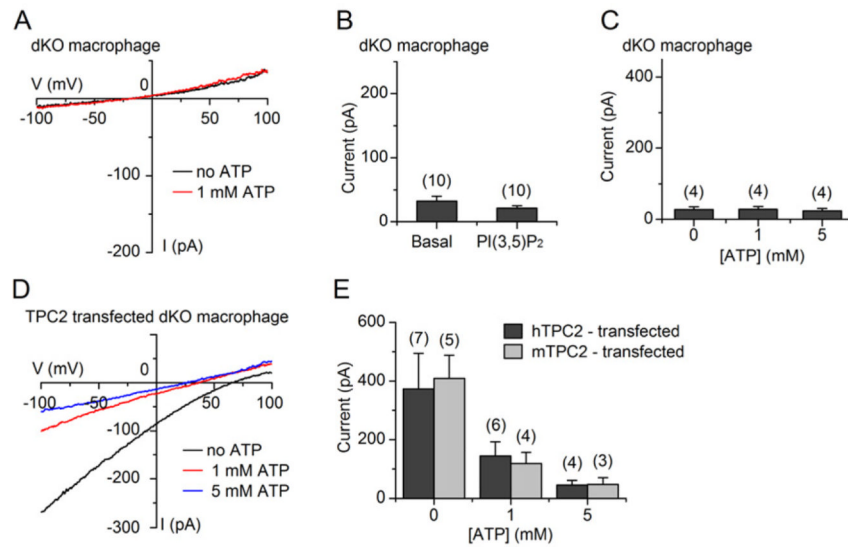 A
dKO macrophage
V (mV)
0
-100
-50
50
100
-100
-200
no ATP
1 mM ATP
I (pA)
B
dKO macrophage
Current (pA)
200
100
0
(10)
(10)
Basal
PI(3,5)P₂
C
dKO macrophage
Current (pA)
400
200
0
(4)
(4)
(4)
0
1
5
[ATP] (mM)
D
TPC2 transfected dKO macrophage
V (mV)
0
-100
-50
50
100
-100
-200
-300
no ATP
1 mM ATP
5 mM ATP
I (pA)
E
hTPC2 - transfected
mTPC2 - transfected
Current (pA)
600
400
200
0
(7)
(5)
(6)
(4)
(4)
(3)
0
1
5
[ATP] (mM)